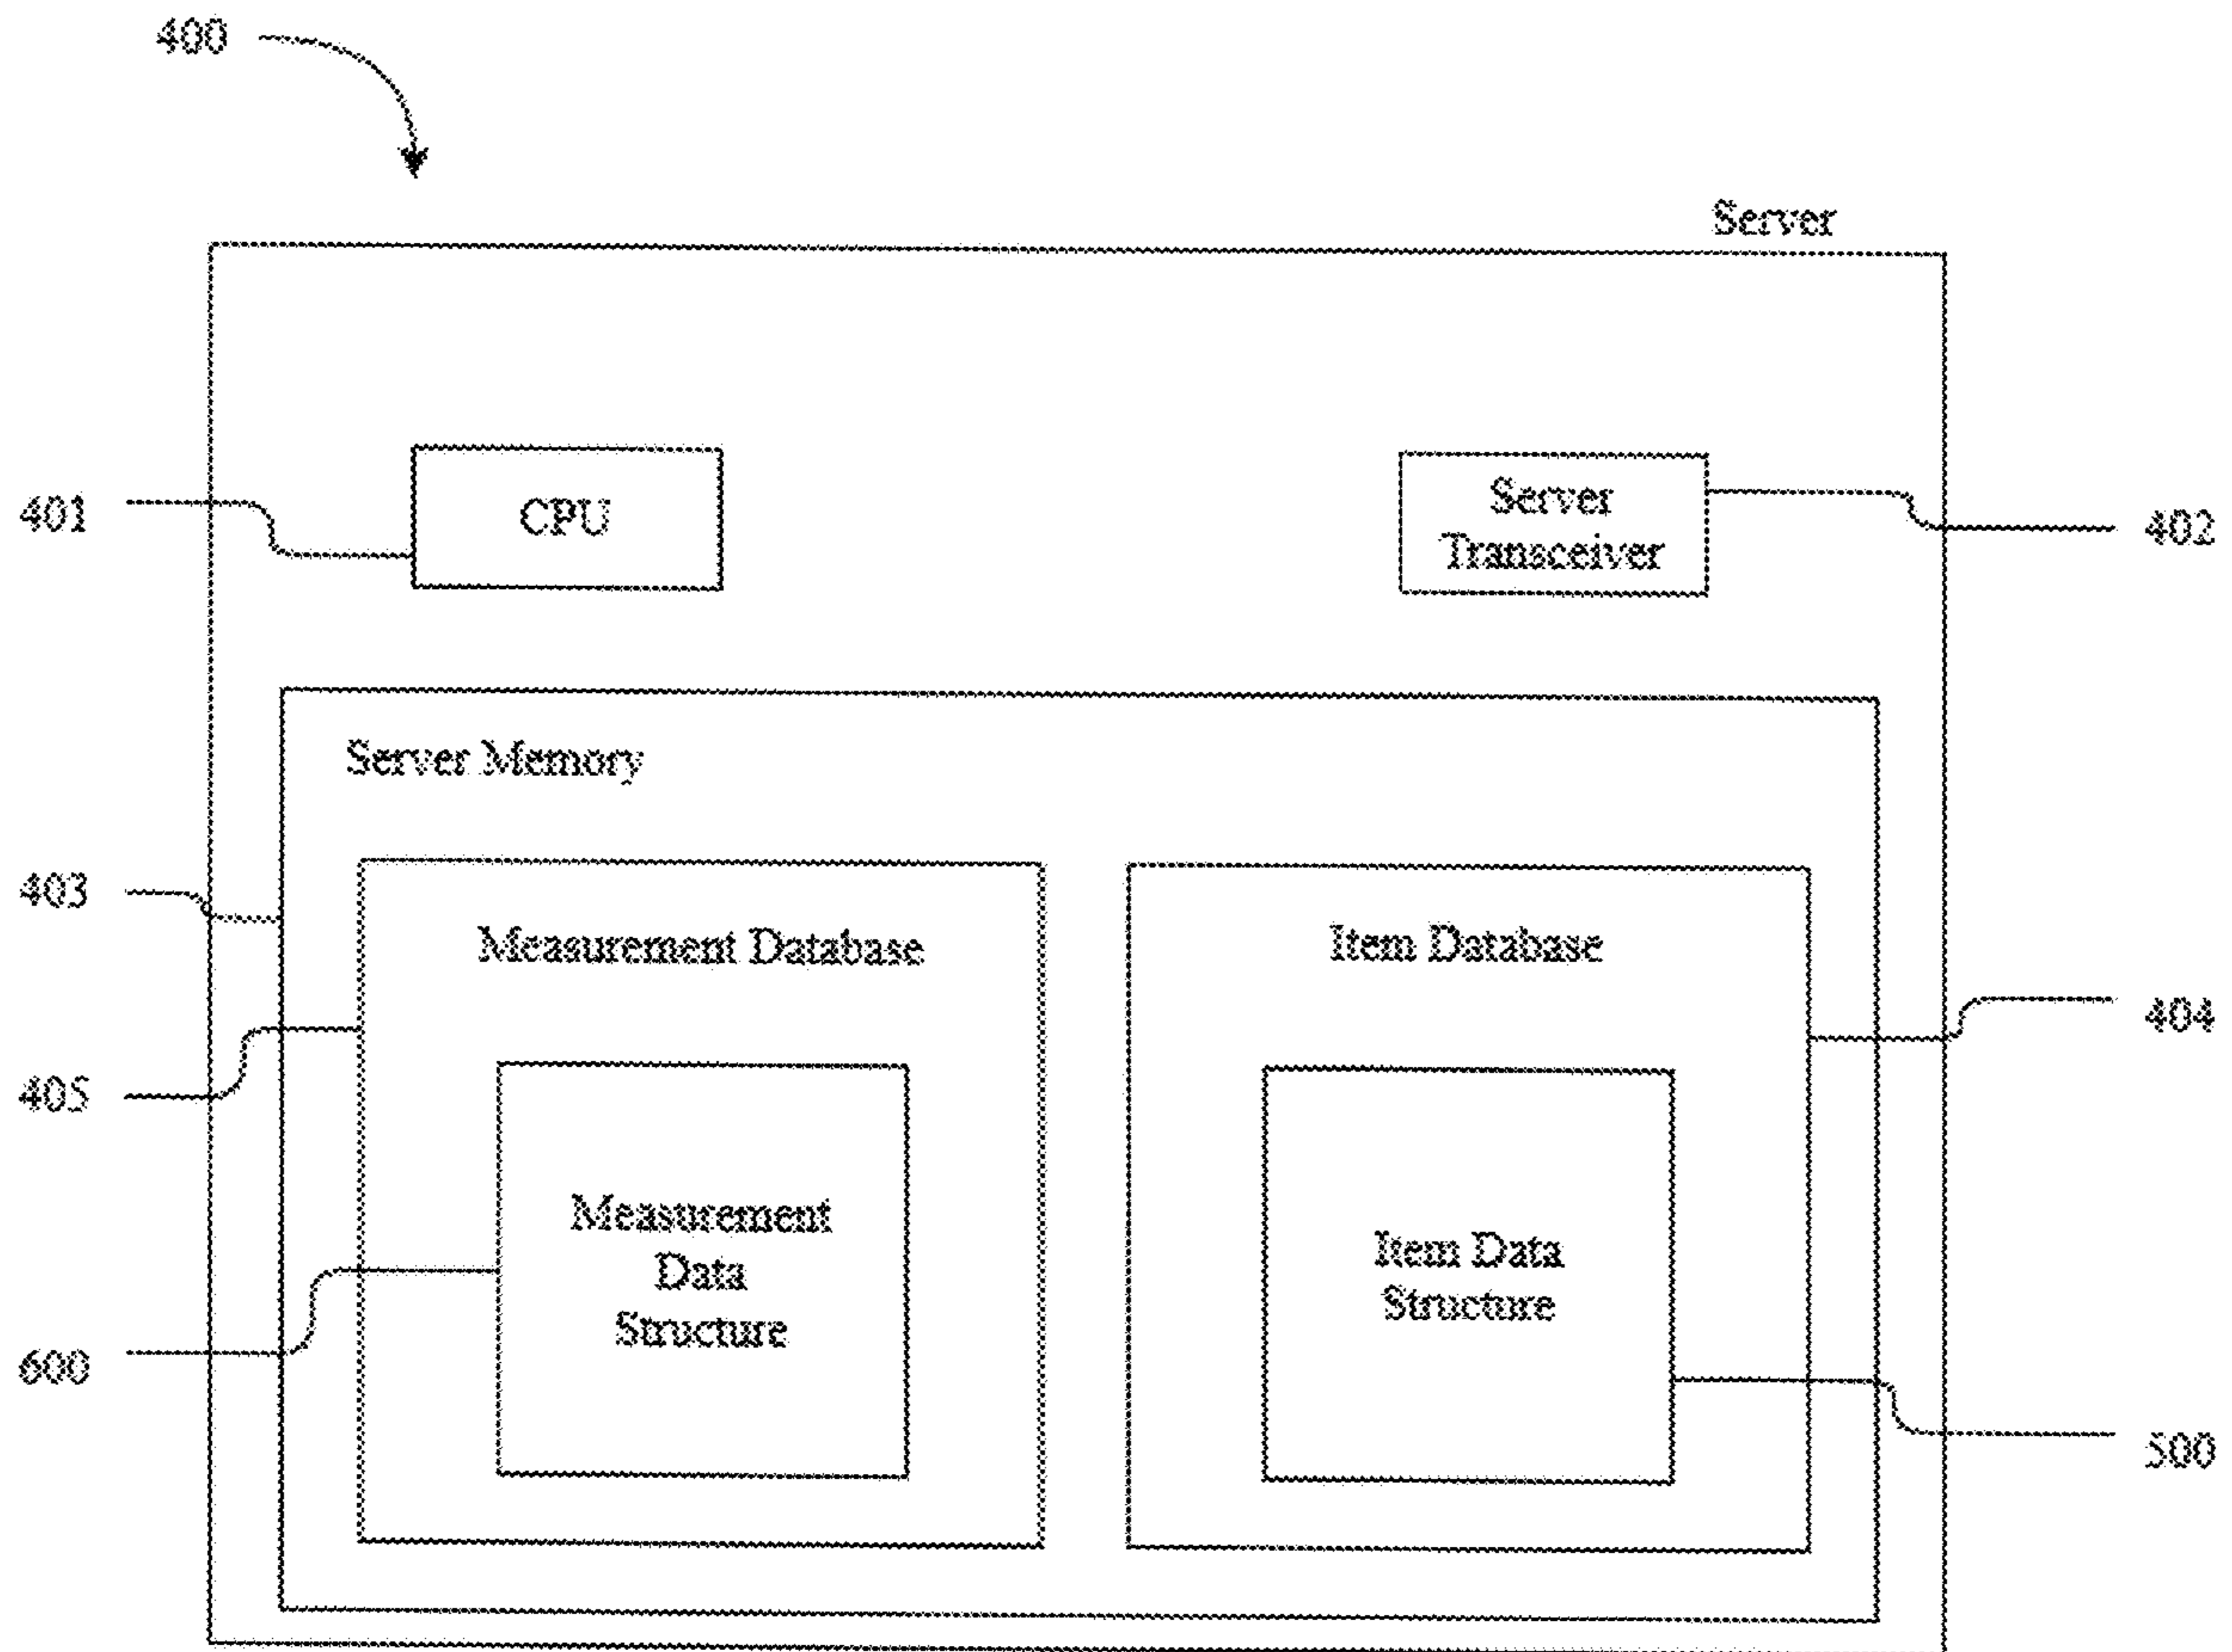 400
Server
401
CPU
Server
Transceiver
402
Server Memory
403
Measurement Database
Item Database
404
405
Measurement
Data
Structure
Item Data
Structure
600
500